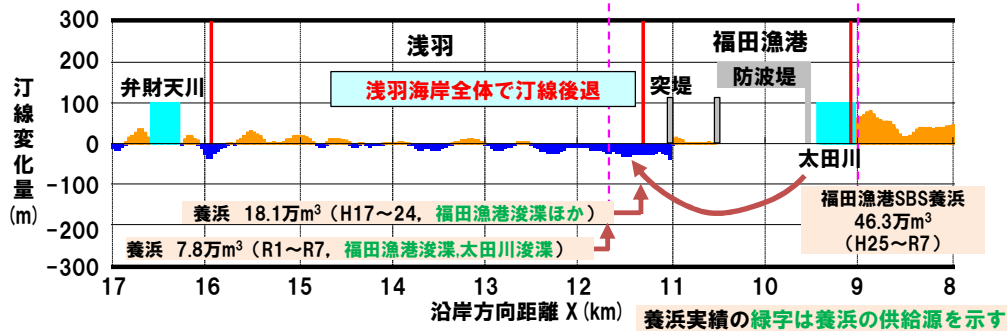 300
200
100
0
-100
-200
-300
汀線変化量(m)
浅羽
福田漁港
弁財天川
浅羽海岸全体で汀線後退
突堤
防波堤
太田川
養浜 18.1万m³(H17～24, 福田漁港浚渫ほか)
養浜 7.8万m³(R1～R7, 福田漁港浚渫,太田川浚渫)
福田漁港SBS養浜
46.3万m³
(H25～R7)
17 16 15 14 13 12 11 10 9 8
沿岸方向距離 X(km)
養浜実績の緑字は養浜の供給源を示す